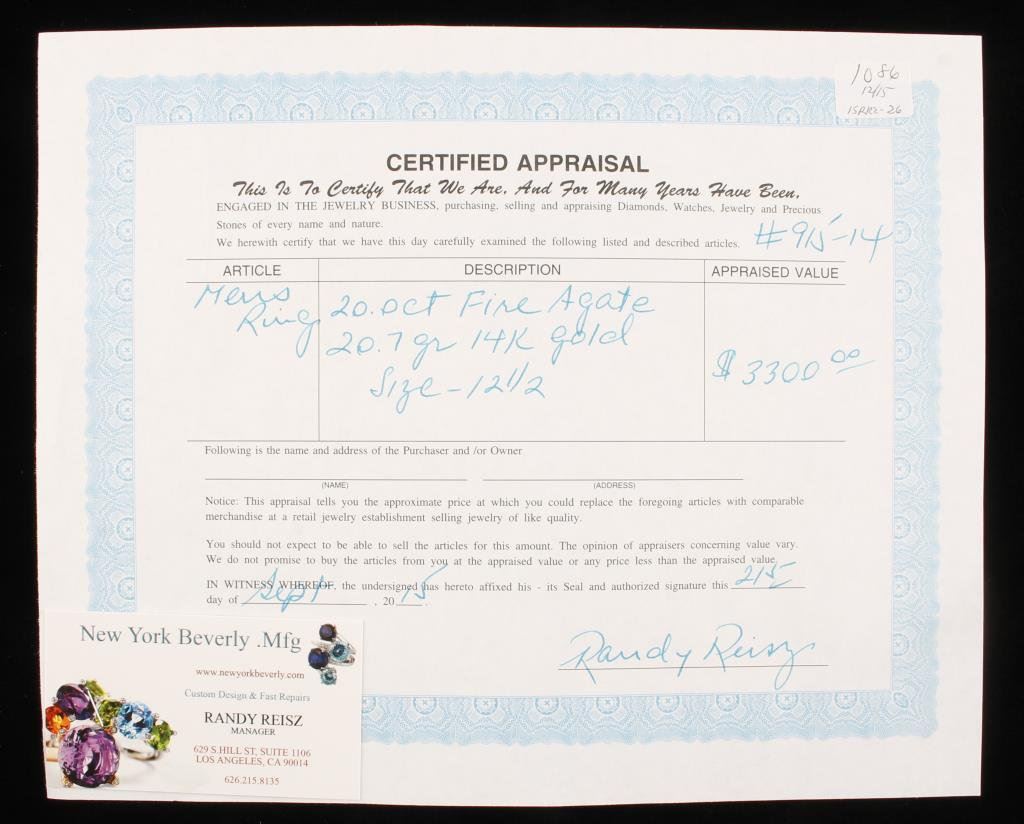 1086
12/15
CERTIFIED APPRAISAL
This Is To Certify That We Are, And For Many Years Have Been,
ENGAGED IN THE JEWELRY BUSINESS, purchasing, selling and appraising Diamonds, Watches, Jewelry and Precious
Stones of every name and nature.
We herewith certify that we have this day carefully examined the following listed and described articles. #915-14
ARTICLE DESCRIPTION APPRAISED VALUE
Mens 20.0ct Fire Agate
Ring 20.7gr 14K gold
$3300 00
Size-12 1/2
Following is the name and address of the Purchaser and /or Owner
(NAME) (ADDRESS)
Notice: This appraisal tells you the approximate price at which you could replace the foregoing articles with comparable
merchandise at a retail jewelry establishment selling jewelry of like quality.
You should not expect to be able to sell the articles for this amount. The opinion of appraisers concerning value vary.
We do not promise to buy the articles from you at the appraised value or any price less than the appraised value.
IN WITNESS WHEREOF, the undersigned has hereto affixed his - its Seal and authorized signature this
day of Sept , 20 15 .
Randy Reisz
New York Beverly .Mfg
www.newyorkbeverly.com
Custom Design & Fast Repairs
RANDY REISZ
MANAGER
629 S.HILL ST, SUITE 1106
LOS ANGELES, CA 90014
626.215.8135